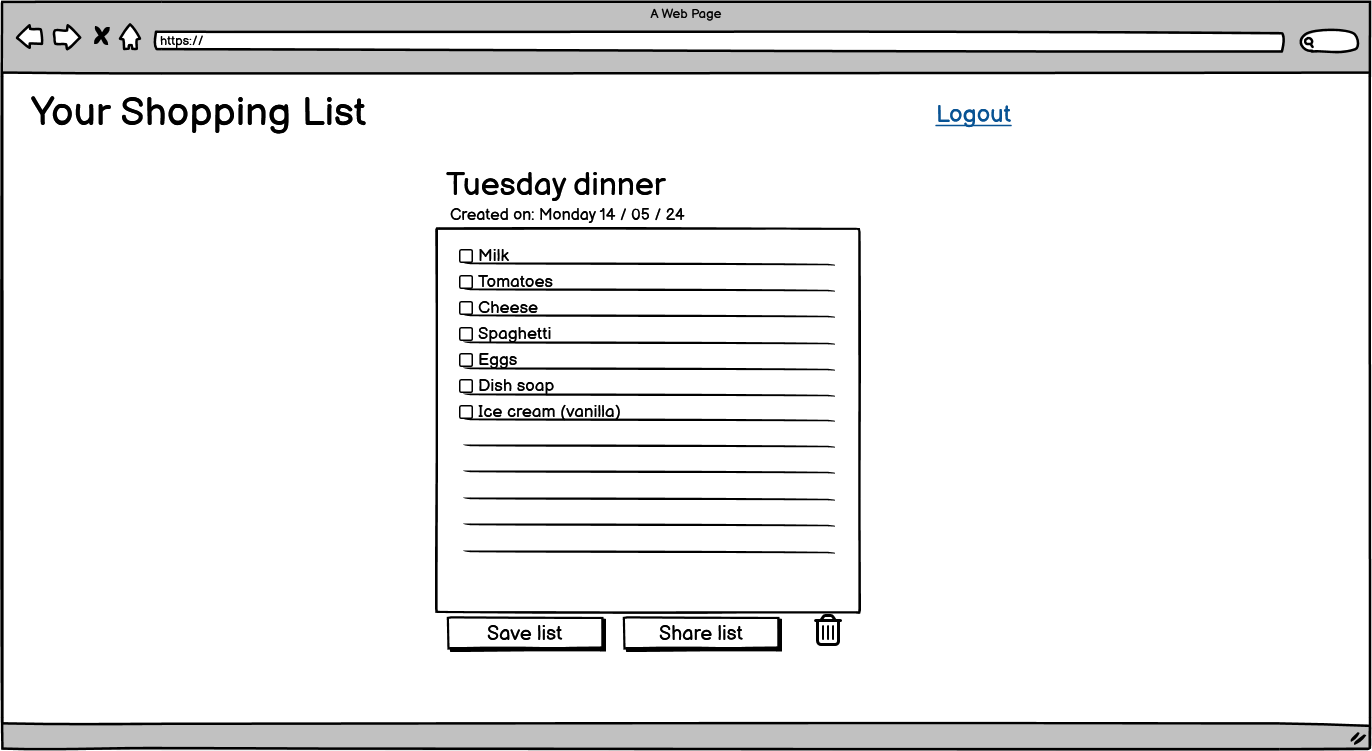 A Web Page
https://
Your Shopping List
Logout
Tuesday dinner
Created on: Monday 14 / 05 / 24
Milk
Tomatoes
Cheese
Spaghetti
Eggs
Dish soap
Ice cream (vanilla)
Save list
Share list